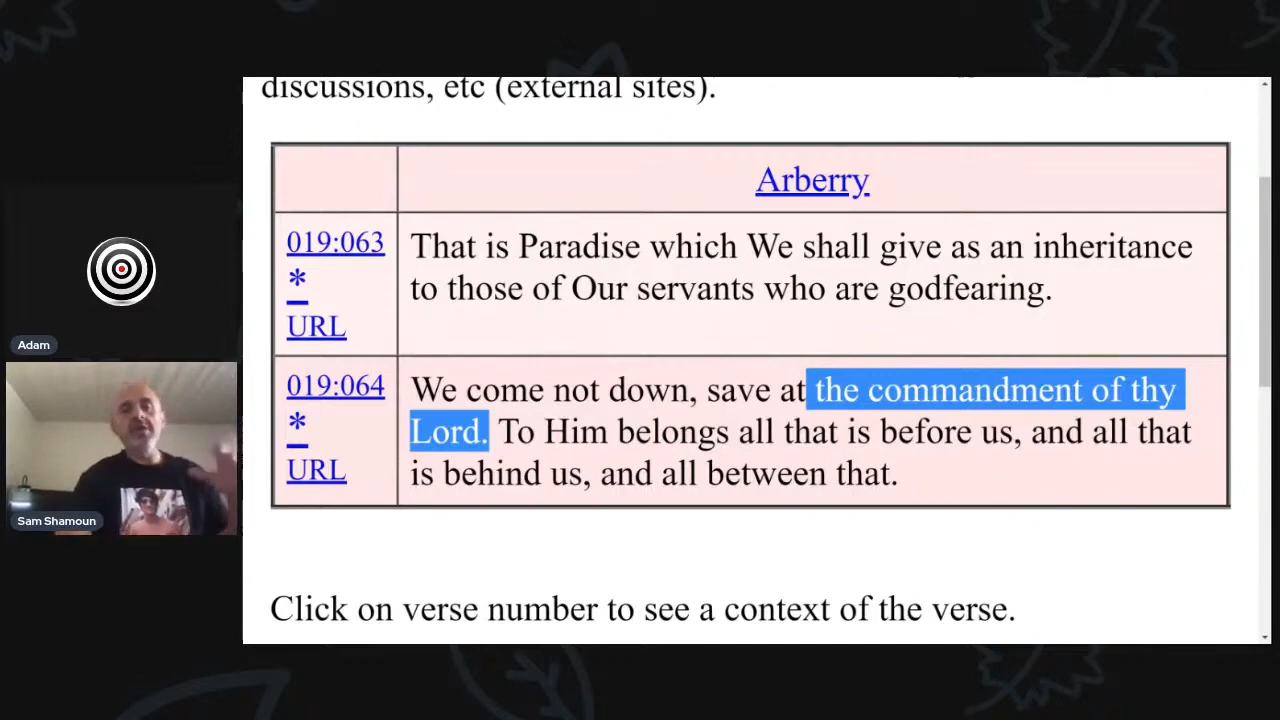 discussions, etc (external sites).
Arberry
019:063
*
URL
That is Paradise which We shall give as an inheritance
to those of Our servants who are godfearing.
019:064
*
URL
We come not down, save at the commandment of thy
Lord. To Him belongs all that is before us, and all that
is behind us, and all between that.
Click on verse number to see a context of the verse.
Adam
Sam Shamoun